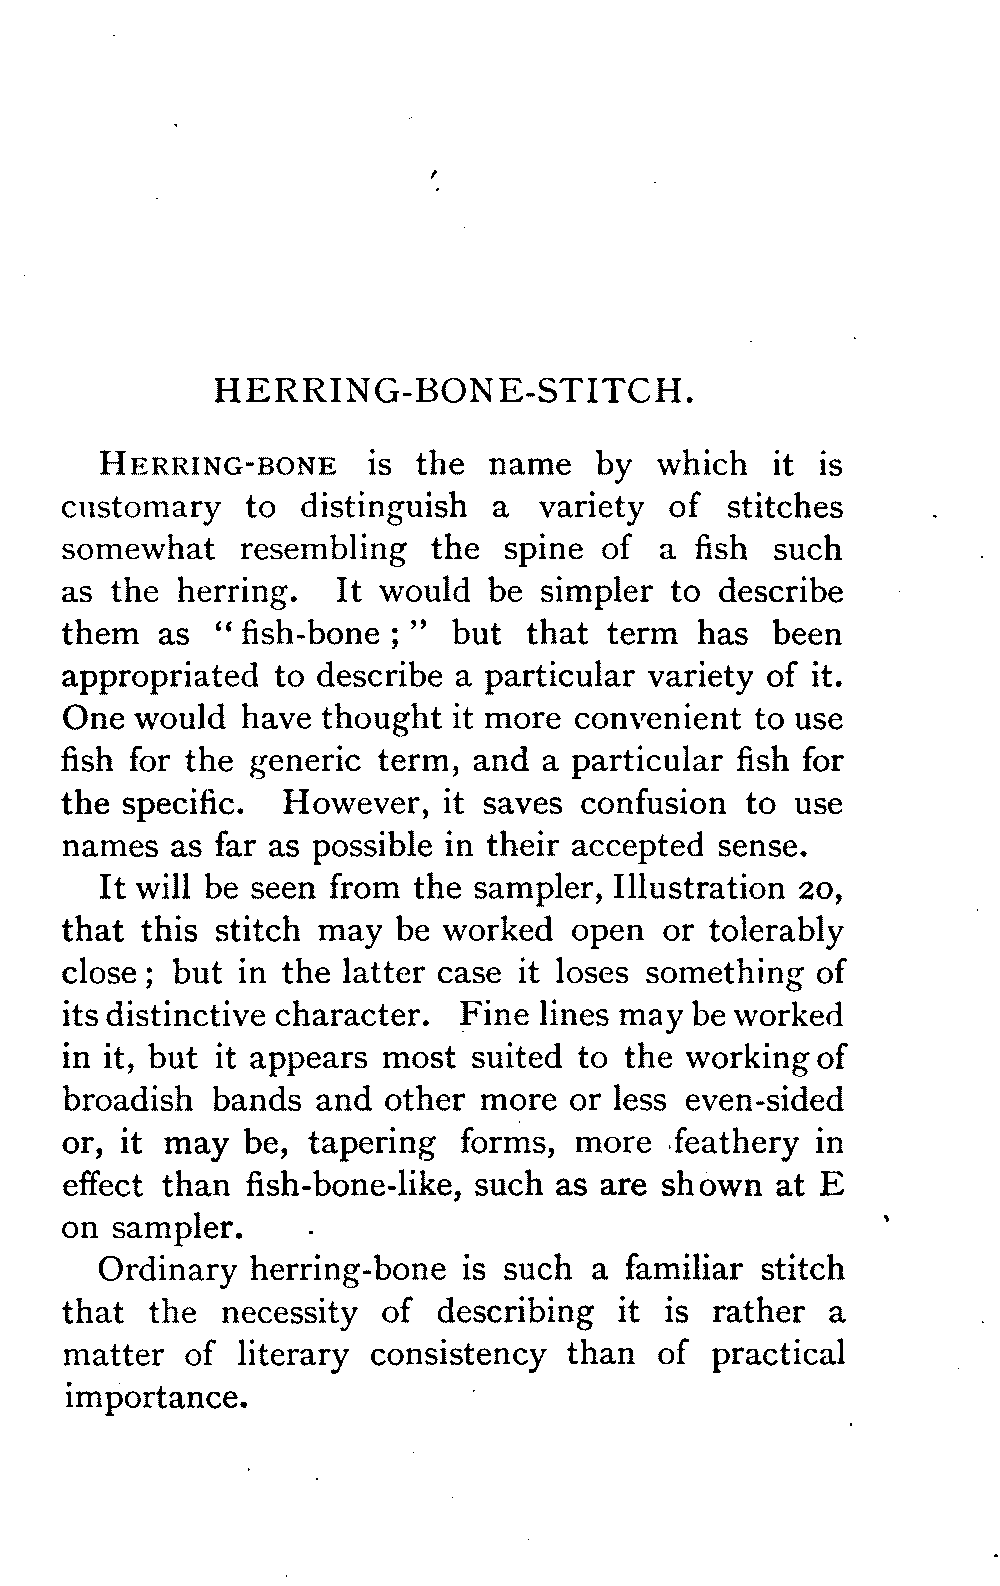 HERRING-BONE-STITCH.
HERRING-BONE is the name by which it is
customary to distinguish a variety of stitches
somewhat resembling the spine of a fish such
as the herring. It would be simpler to describe
them as “ fish-bone ; ” but that term has been
appropriated to describe a particular variety of it.
One would have thought it more convenient to use
fish for the generic term, and a particular fish for
the specific. However, it saves confusion to use
names as far as possible in their accepted sense.
It will be seen from the sampler, Illustration 20,
that this stitch may be worked open or tolerably
close ; but in the latter case it loses something of
its distinctive character. Fine lines may be worked
in it, but it appears most suited to the working of
broadish bands and other more or less even-sided
or, it may be, tapering forms, more feathery in
effect than fish-bone-like, such as are shown at E
on sampler.
Ordinary herring-bone is such a familiar stitch
that the necessity of describing it is rather a
matter of literary consistency than of practical
importance.